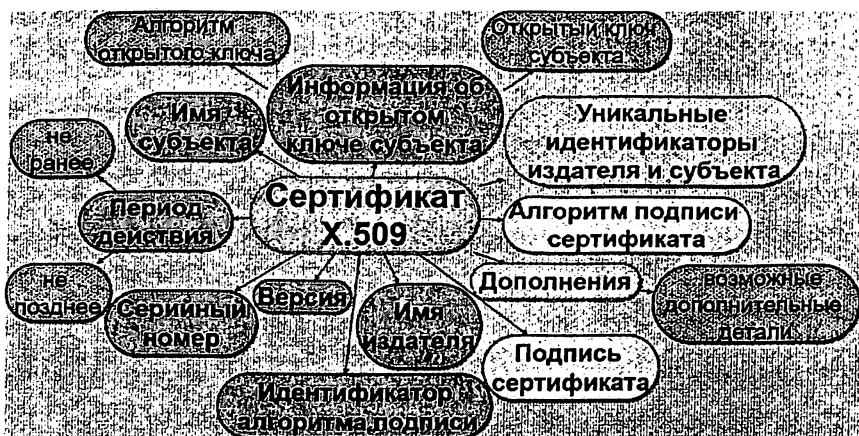 Алгоритм
открытого ключа
Открытый ключ
субъекта
Информация об
открытом
ключе субъекта
Имя
субъекта
Уникальные
идентификаторы
издателя и субъекта
не
ранее
Сертификат
X.509
Период
действия
Алгоритм подписи
сертификата
не
позднее
Серийный
номер
Версия
Имя
издателя
Дополнения
возможные
дополнительные
детали
Подпись
сертификата
Идентификатор
алгоритма подписи